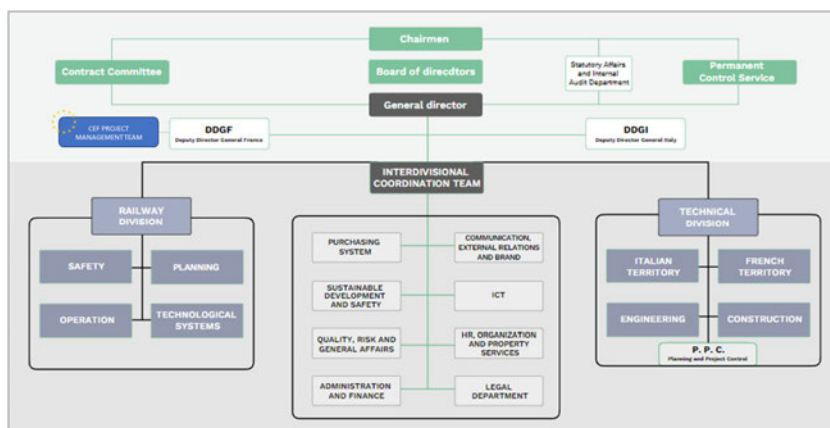 Chairmen
Contract Committee
Board of direcdtors
Statutory Affairs
and Internal
Audit Department
Permanent
Control Service
General director
CEF PROJECT
MANAGEMENT TEAM
DDGF
Deputy Director General France
DDGI
Deputy Director General Italy
INTERDIVISIONAL
COORDINATION TEAM
RAILWAY
DIVISION
SAFETY
PLANNING
OPERATION
TECHNOLOGICAL
SYSTEMS
PURCHASING
SYSTEM
COMMUNICATION,
EXTERNAL RELATIONS
AND BRAND
SUSTAINABLE
DEVELOPMENT
AND SAFETY
ICT
QUALITY, RISK AND
GENERAL AFFAIRS
HR, ORGANIZATION
AND PROPERTY
SERVICES
ADMINISTRATION
AND FINANCE
LEGAL
DEPARTMENT
TECHNICAL
DIVISION
ITALIAN
TERRITORY
FRENCH
TERRITORY
ENGINEERING
CONSTRUCTION
P. P. C.
Planning and Project Control